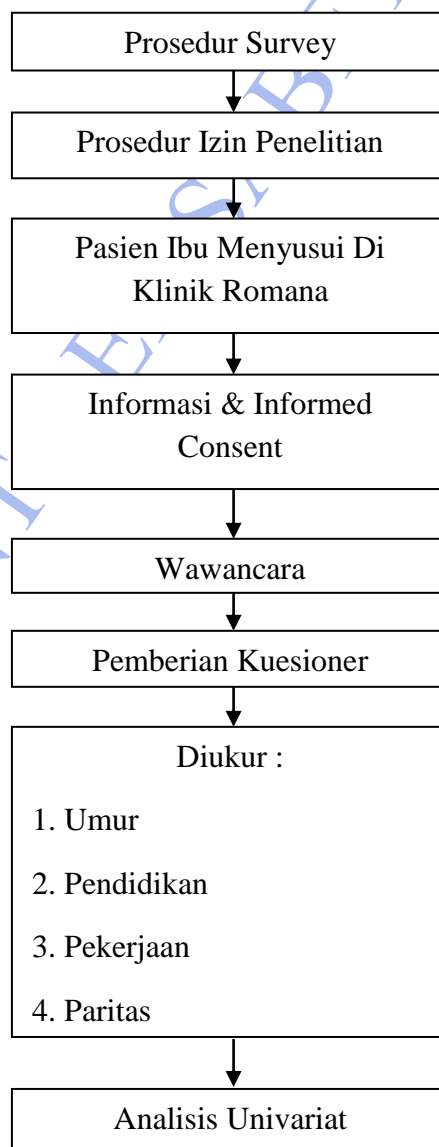 Prosedur Survey
Prosedur Izin Penelitian
Pasien Ibu Menyusui Di
Klinik Romana
Informasi & Informed
Consent
Wawancara
Pemberian Kuesioner
Diukur :
1. Umur
2. Pendidikan
3. Pekerjaan
4. Paritas
Analisis Univariat